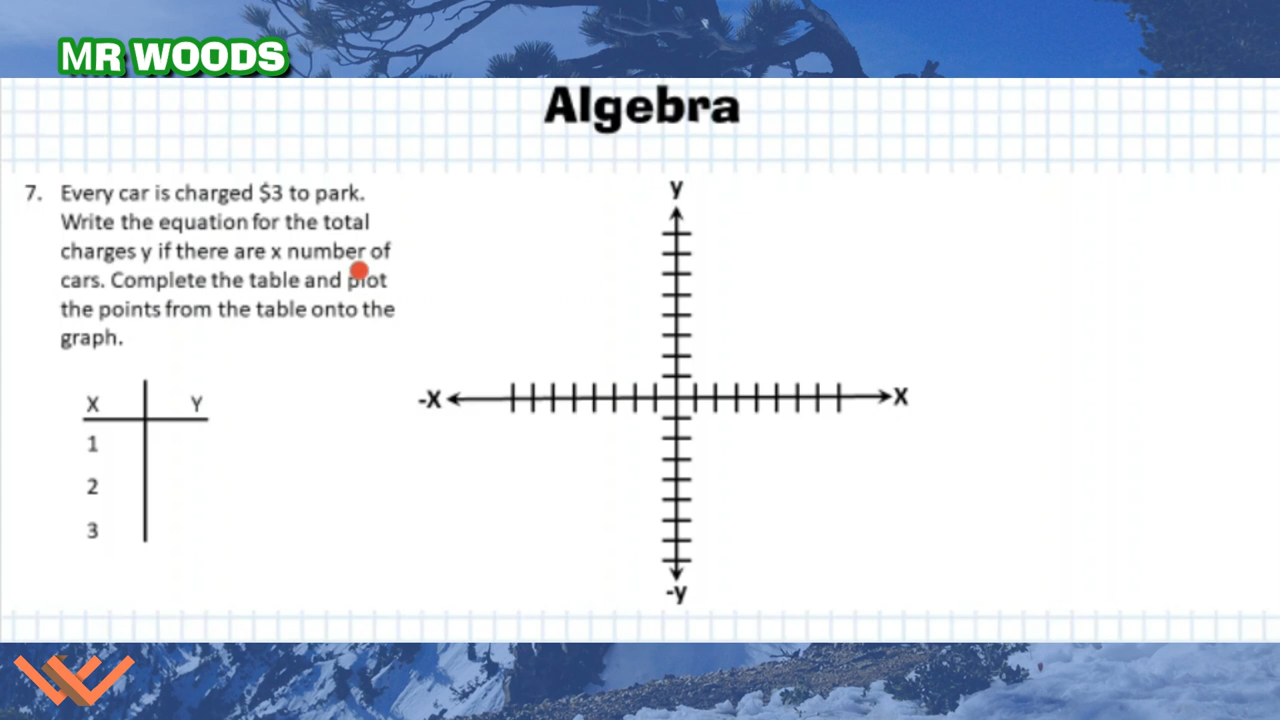 MR WOODS
Algebra
7. Every car is charged $3 to park.
Write the equation for the total
charges y if there are x number of
cars. Complete the table and plot
the points from the table onto the
graph.
X Y
1
2
3
y
-X X
-y